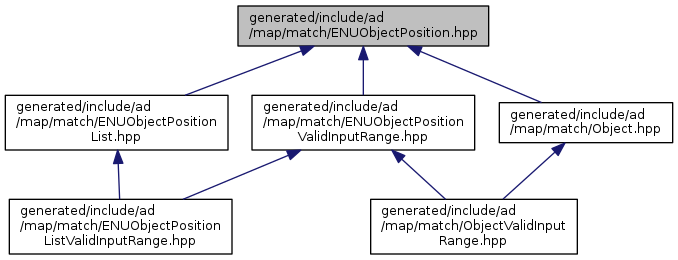 generated/include/ad
/map/match/ENUObjectPosition.hpp
generated/include/ad
/map/match/ENUObjectPosition
List.hpp
generated/include/ad
/map/match/ENUObjectPosition
ValidInputRange.hpp
generated/include/ad
/map/match/Object.hpp
generated/include/ad
/map/match/ENUObjectPosition
ListValidInputRange.hpp
generated/include/ad
/map/match/ObjectValidInput
Range.hpp